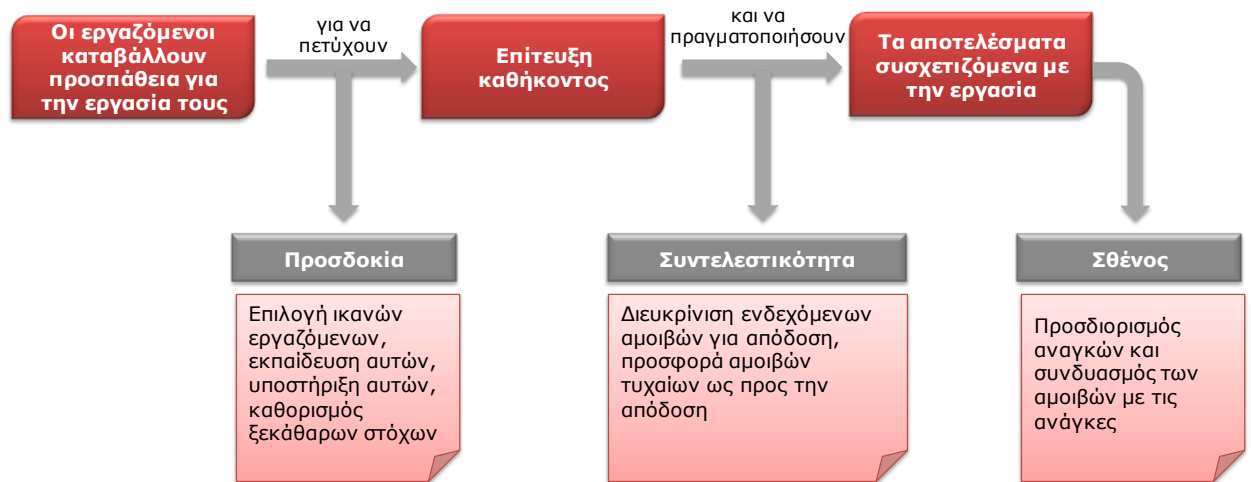 Οι εργαζόμενοι
καταβάλλουν
προσπάθεια για
την εργασία τους
για να
πετύχουν
Επίτευξη
καθήκοντος
και να
πραγματοποιήσουν
Τα αποτελέσματα
συσχετιζόμενα με
την εργασία
Προσδοκία
Επιλογή ικανών
εργαζόμενων,
εκπαίδευση αυτών,
υποστήριξη αυτών,
καθορισμός
ξεκάθαρων στόχων
Συντελεστικότητα
Διευκρίνιση ενδεχόμενων
αμοιβών για απόδοση,
προσφορά αμοιβών
τυχαίων ως προς την
απόδοση
Σθένος
Προσδιορισμός
αναγκών και
συνδυασμός των
αμοιβών με τις
ανάγκες